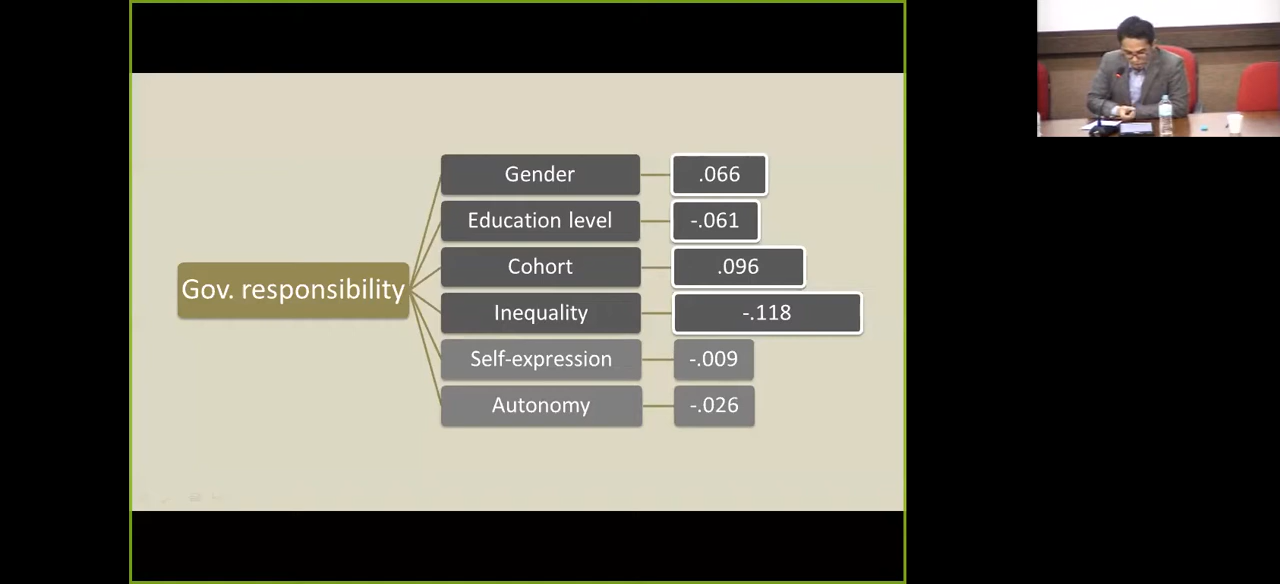 Gov. responsibility
Gender
.066
Education level
-.061
Cohort
.096
Inequality
-.118
Self-expression
-.009
Autonomy
-.026